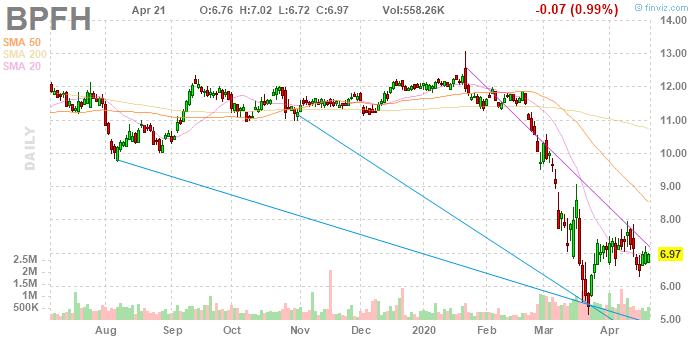 BPFH
Apr 21
O:6.76 H:7.02 L:6.72 C:6.97
Vol:558.26K
-0.07 (0.99%)
© finviz.com
SMA 50
SMA 200
SMA 20
DAILY
14.00
13.00
12.00
11.00
10.00
9.00
8.00
6.97
6.00
5.00
2.5M
2M
1.5M
1M
500K
Aug
Sep
Oct
Nov
Dec
2020
Feb
Mar
Apr